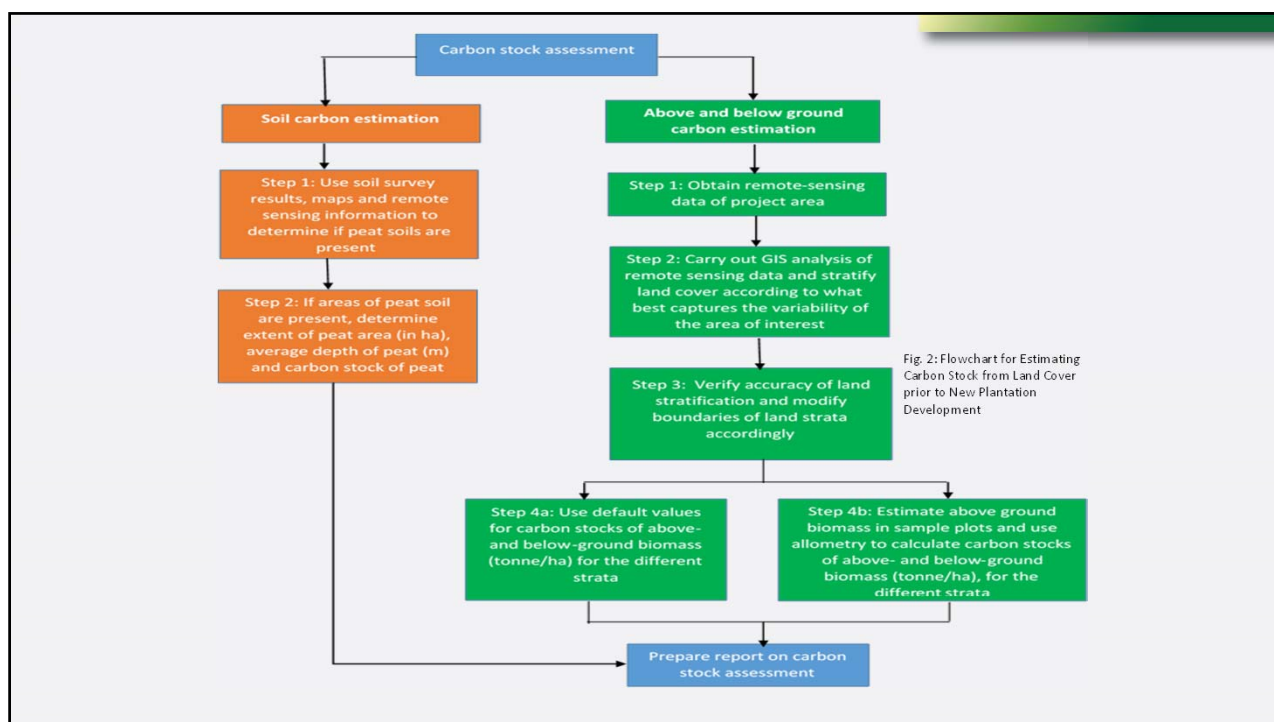 Carbon stock assessment
Soil carbon estimation
Step 1: Use soil survey
results, maps and remote
sensing information to
determine if peat soils are
present
Step 2: If areas of peat soil
are present, determine
extent of peat area (in ha),
average depth of peat (m)
and carbon stock of peat
Above and below ground
carbon estimation
Step 1: Obtain remote-sensing
data of project area
Step 2: Carry out GIS analysis of
remote sensing data and stratify
land cover according to what
best captures the variability of
the area of interest
Step 3: Verify accuracy of land
stratification and modify
boundaries of land strata
accordingly
Fig. 2: Flowchart for Estimating
Carbon Stock from Land Cover
prior to New Plantation
Development
Step 4a: Use default values
for carbon stocks of above-
and below-ground biomass
(tonne/ha) for the different
strata
Step 4b: Estimate above ground
biomass in sample plots and use
allometry to calculate carbon stocks
of above- and below-ground
biomass (tonne/ha), for the
different strata
Prepare report on carbon
stock assessment